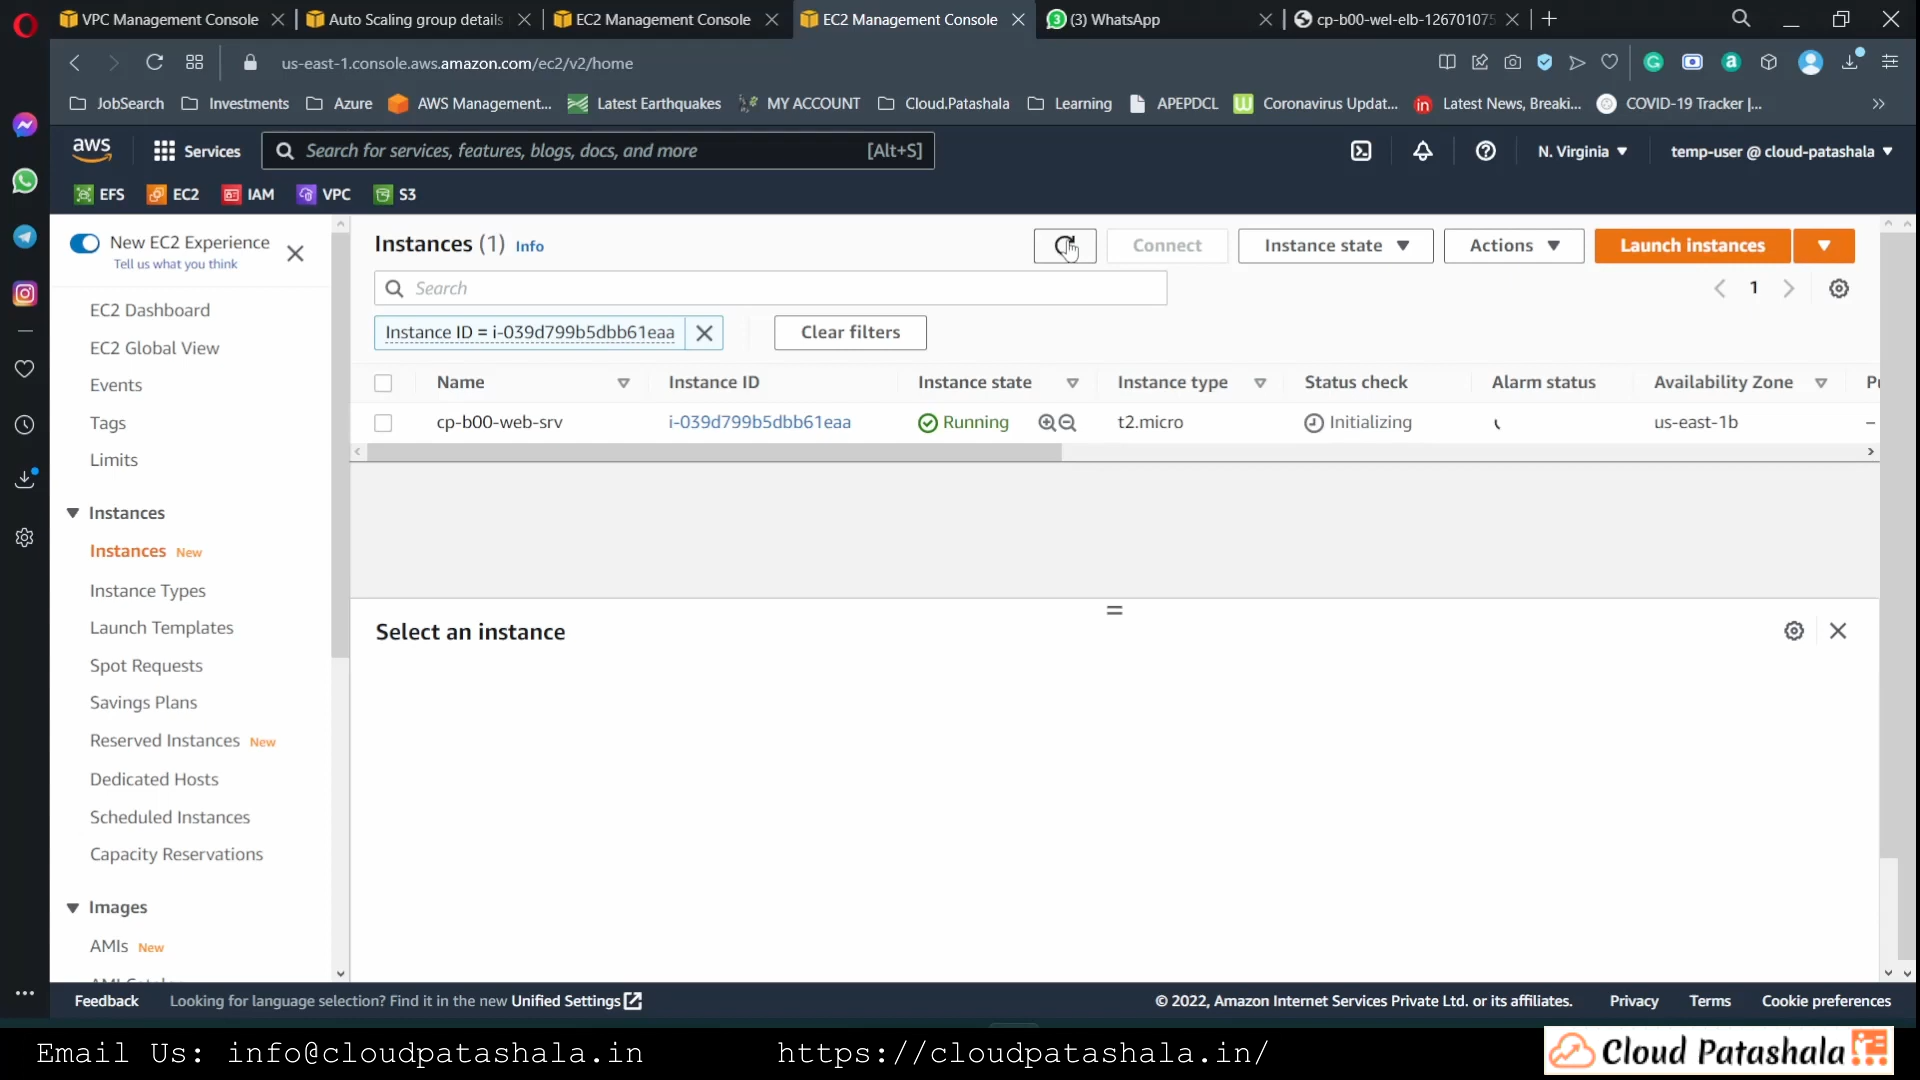 VPC Management Console
Auto Scaling group details
EC2 Management Console
EC2 Management Console
(3) WhatsApp
cp-b00-wel-elb-126701075
us-east-1.console.aws.amazon.com/ec2/v2/home
JobSearch
Investments
Azure
AWS Management...
Latest Earthquakes
MY ACCOUNT
Cloud.Patashala
Learning
APEPDCL
Coronavirus Updat...
Latest News, Breaki...
COVID-19 Tracker |...
aws
Services
Search for services, features, blogs, docs, and more
[Alt+S]
N. Virginia
temp-user @ cloud-patashala
EFS
EC2
IAM
VPC
S3
New EC2 Experience
Tell us what you think
EC2 Dashboard
EC2 Global View
Events
Tags
Limits
Instances
Instances New
Instance Types
Launch Templates
Spot Requests
Savings Plans
Reserved Instances New
Dedicated Hosts
Scheduled Instances
Capacity Reservations
Images
AMIs New
Instances (1) Info
Connect
Instance state
Actions
Launch instances
Search
1
Instance ID = i-039d799b5dbb61eaa
Clear filters
Name
Instance ID
Instance state
Instance type
Status check
Alarm status
Availability Zone
cp-b00-web-srv
i-039d799b5dbb61eaa
Running
t2.micro
Initializing
us-east-1b
–
Select an instance
Feedback
Looking for language selection? Find it in the new Unified Settings
© 2022, Amazon Internet Services Private Ltd. or its affiliates.
Privacy
Terms
Cookie preferences
Email Us: info@cloudpatashala.in
https://cloudpatashala.in/
Cloud Patashala